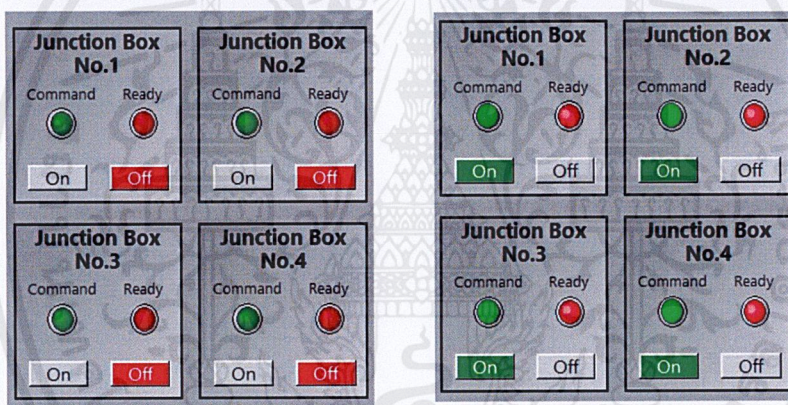 Junction Box
No.1
Command Ready
On Off
Junction Box
No.2
Command Ready
On Off
Junction Box
No.3
Command Ready
On Off
Junction Box
No.4
Command Ready
On Off
Junction Box
No.1
Command Ready
On Off
Junction Box
No.2
Command Ready
On Off
Junction Box
No.3
Command Ready
On Off
Junction Box
No.4
Command Ready
On Off